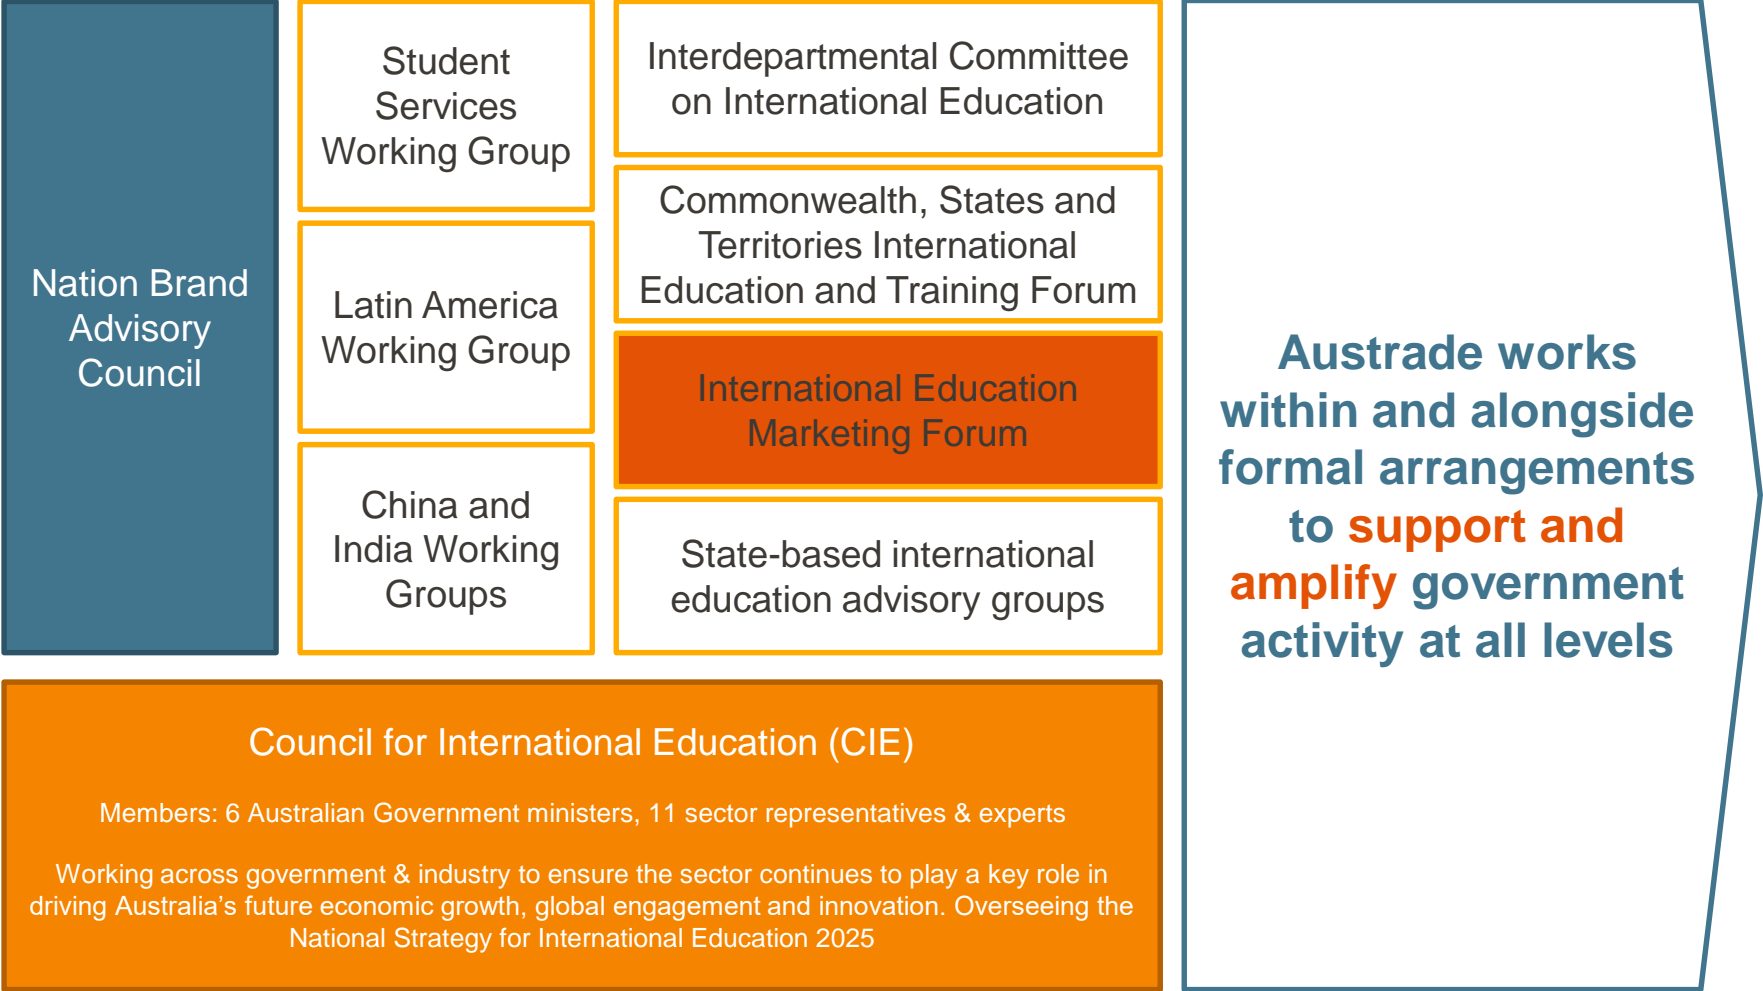 Nation Brand
Advisory
Council
Student
Services
Working Group
Latin America
Working Group
China and
India Working
Groups
Interdepartmental Committee
on International Education
Commonwealth, States and
Territories International
Education and Training Forum
International Education
Marketing Forum
State-based international
education advisory groups
Council for International Education (CIE)
Members: 6 Australian Government ministers, 11 sector representatives & experts
Working across government & industry to ensure the sector continues to play a key role in
driving Australia’s future economic growth, global engagement and innovation. Overseeing the
National Strategy for International Education 2025
Austrade works
within and alongside
formal arrangements
to support and
amplify government
activity at all levels